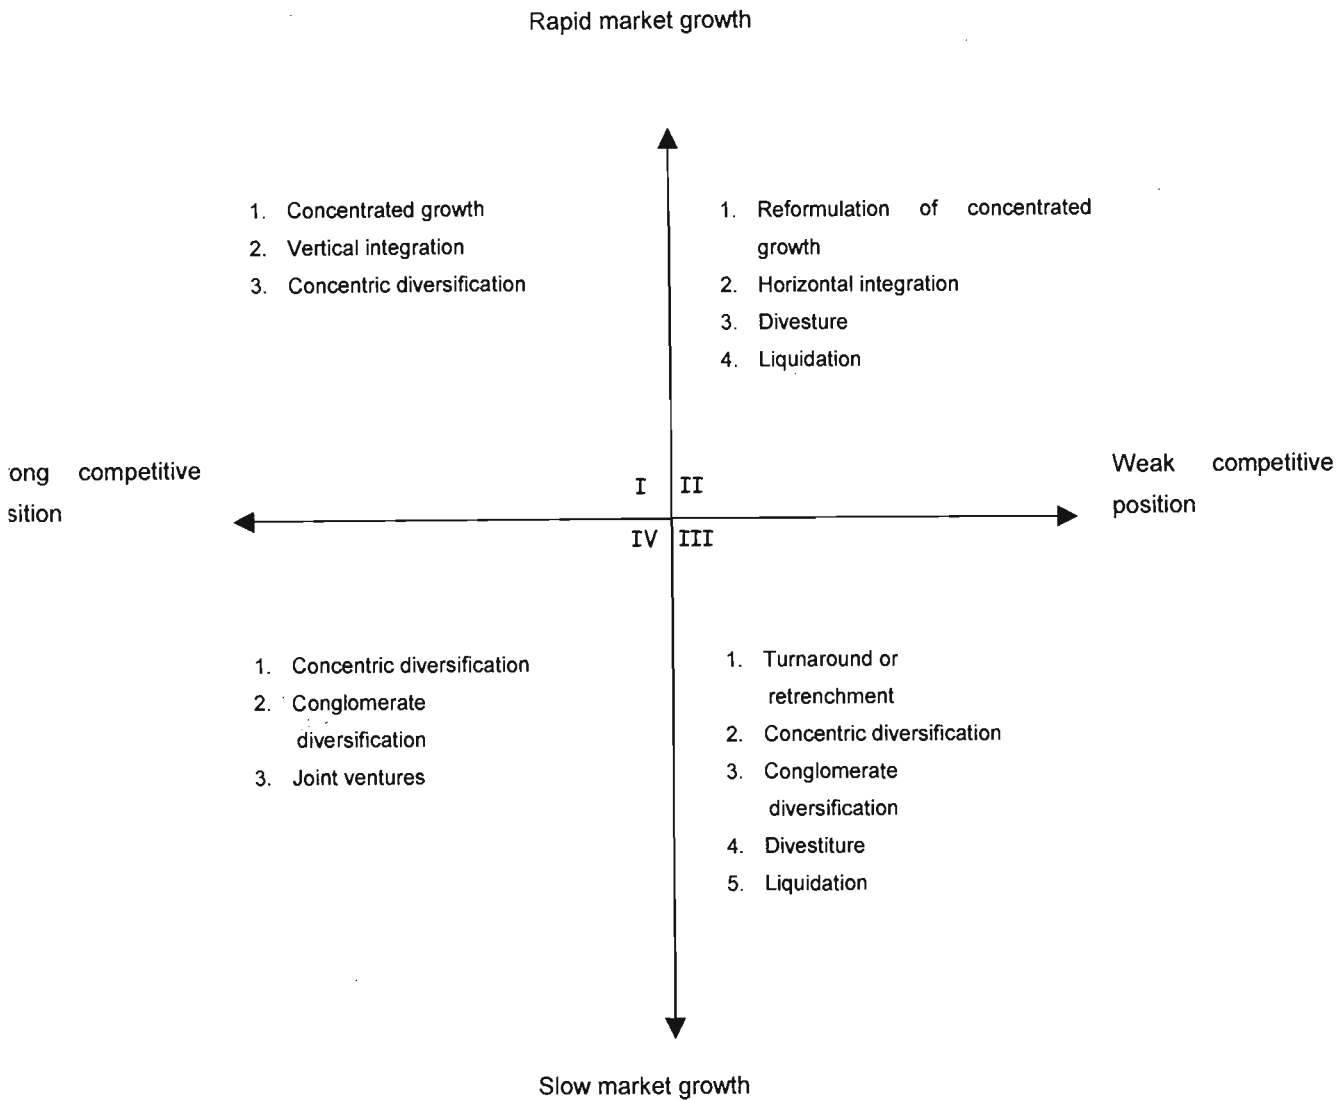 Rapid market growth
1. Concentrated growth
2. Vertical integration
3. Concentric diversification
1. Reformulation of concentrated
growth
2. Horizontal integration
3. Divesture
4. Liquidation
ong competitive
sition
I II
Weak competitive
position
IV III
1. Concentric diversification
2. Conglomerate
diversification
3. Joint ventures
1. Turnaround or
retrenchment
2. Concentric diversification
3. Conglomerate
diversification
4. Divestiture
5. Liquidation
Slow market growth